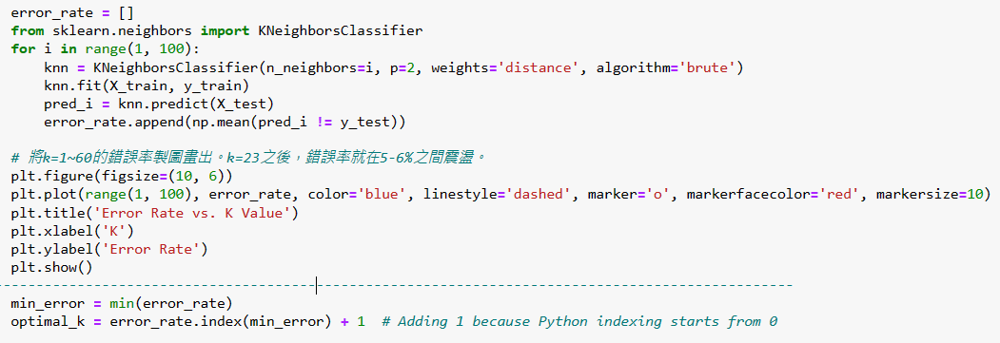 error_rate = []
from sklearn.neighbors import KNeighborsClassifier
for i in range(1, 100):
    knn = KNeighborsClassifier(n_neighbors=i, p=2, weights='distance', algorithm='brute')
    knn.fit(X_train, y_train)
    pred_i = knn.predict(X_test)
    error_rate.append(np.mean(pred_i != y_test))

# 將k=1~60的錯誤率製圖畫出。k=23之後，錯誤率就在5-6%之間震盪。
plt.figure(figsize=(10, 6))
plt.plot(range(1, 100), error_rate, color='blue', linestyle='dashed', marker='o', markerfacecolor='red', markersize=10)
plt.title('Error Rate vs. K Value')
plt.xlabel('K')
plt.ylabel('Error Rate')
plt.show()
min_error = min(error_rate)
optimal_k = error_rate.index(min_error) + 1  # Adding 1 because Python indexing starts from 0